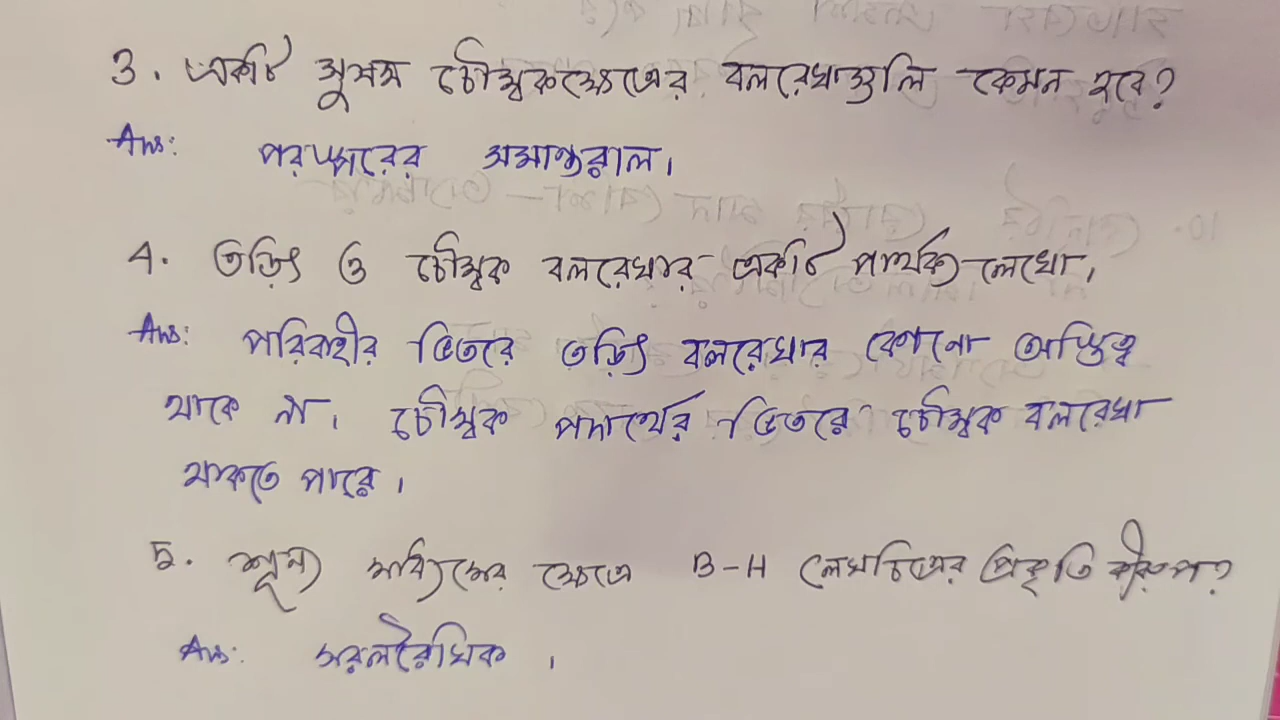 3. একটি সুষম চৌম্বকক্ষেত্রের বলরেখাগুলি কেমন হবে?
Ans: পরস্পরের সমান্তরাল।
4. তড়িৎ ও চৌম্বক বলরেখার একটি পার্থক্য লেখো।
Ans: পরিবাহীর ভিতরে তড়িৎ বলরেখার কোনো অস্তিত্ব
থাকে না। চৌম্বক পদার্থের ভিতরে চৌম্বক বলরেখা
থাকতে পারে।
5. শূন্য মাধ্যমের ক্ষেত্রে B-H লেখচিত্রের প্রকৃতি কীরূপ?
Ans: সরলরৈখিক।